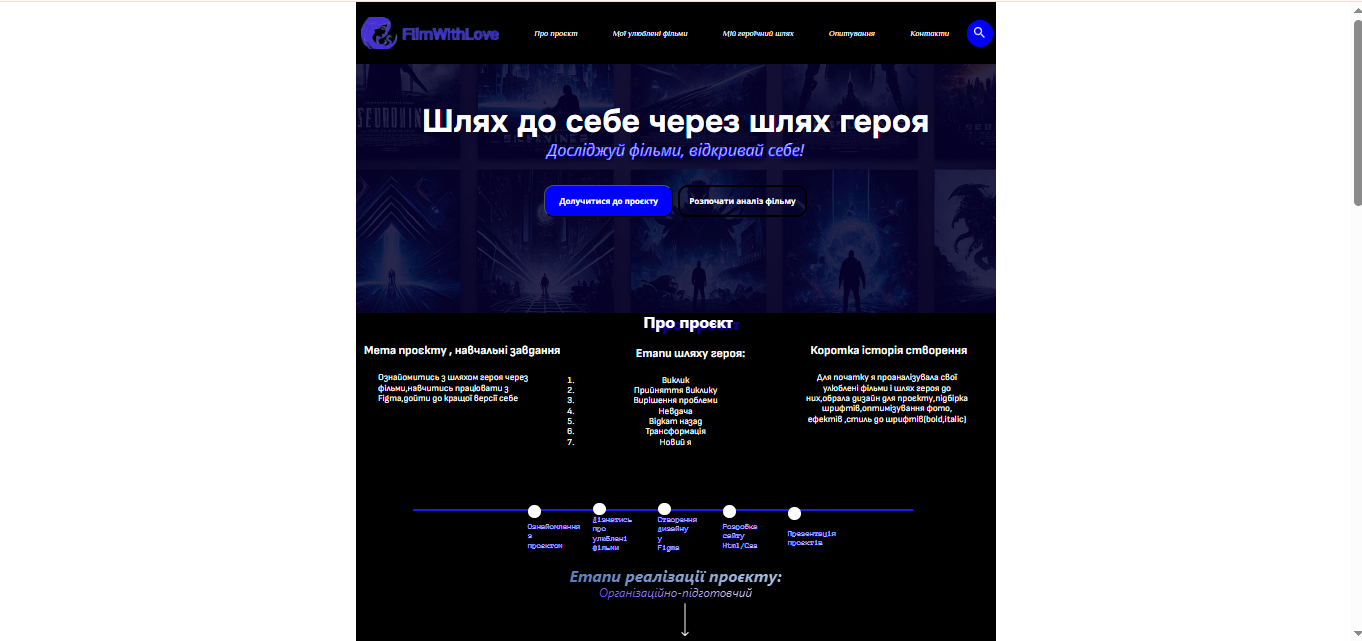 FilmWithLove
Про проєкт
Мої улюблені фільми
Мій героїчний шлях
Опитування
Контакти
Шлях до себе через шлях героя
Досліджуй фільми, відкривай себе!
Долучитися до проєкту
Розпочати аналіз фільму
Про проєкт
Мета проєкту , навчальні завдання
Ознайомитись з шляхом героя через
фільми,навчитись працювати з
Figma,дойти до кращої версії себе
Етапи шляху героя:
1. Виклик
2. Прийняття виклику
3. Вирішення проблеми
4. Невдача
5. Відкат назад
6. Трансформація
7. Новий я
Коротка історія створення
Для початку я проаналізувала свої
улюблені фільми і шлях героя до
них,обрала дизайн для проєкту,підбірка
шрифтів,оптимізування фото,
ефектів ,стиль до шрифтів(bold,italic)
Ознайомлення
з
проєктом
Дізнатись
про
улюблені
фільми
Створення
дизайну
у
Figma
Розробка
сайту
Html/Css
Презентація
проєктів
Етапи реалізації проєкту:
Організаційно-підготовчий